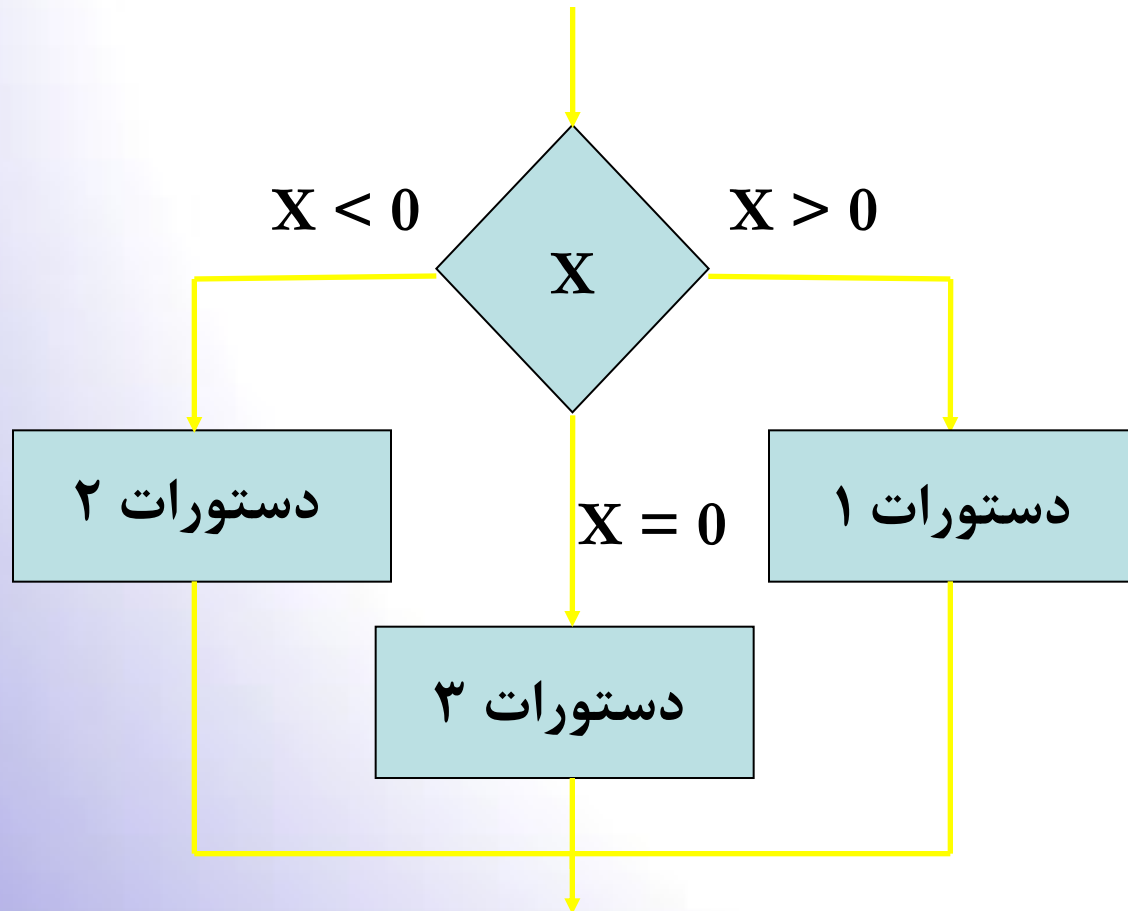 X < 0
X > 0
X
دستورات ۲
X = 0
دستورات ۱
دستورات ۳